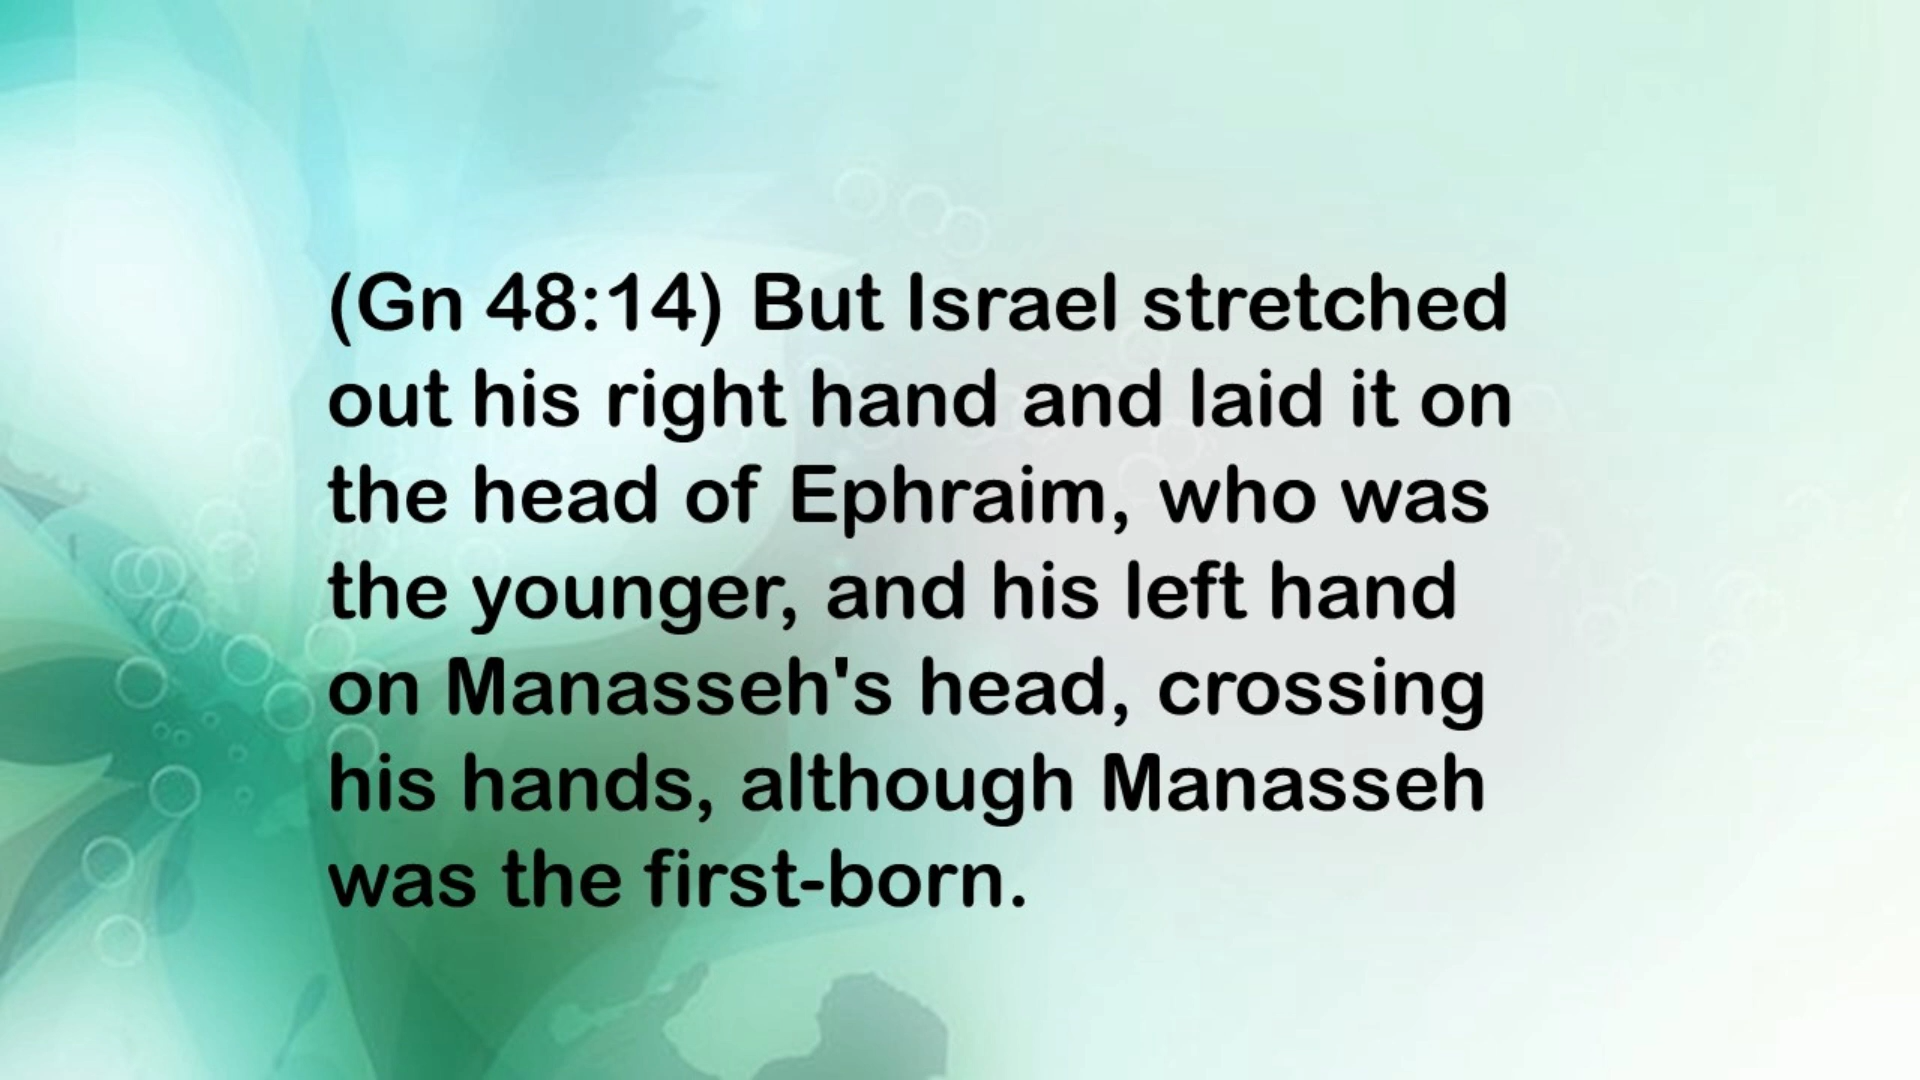 (Gn 48:14) But Israel stretched
out his right hand and laid it on
the head of Ephraim, who was
the younger, and his left hand
on Manasseh's head, crossing
his hands, although Manasseh
was the first-born.